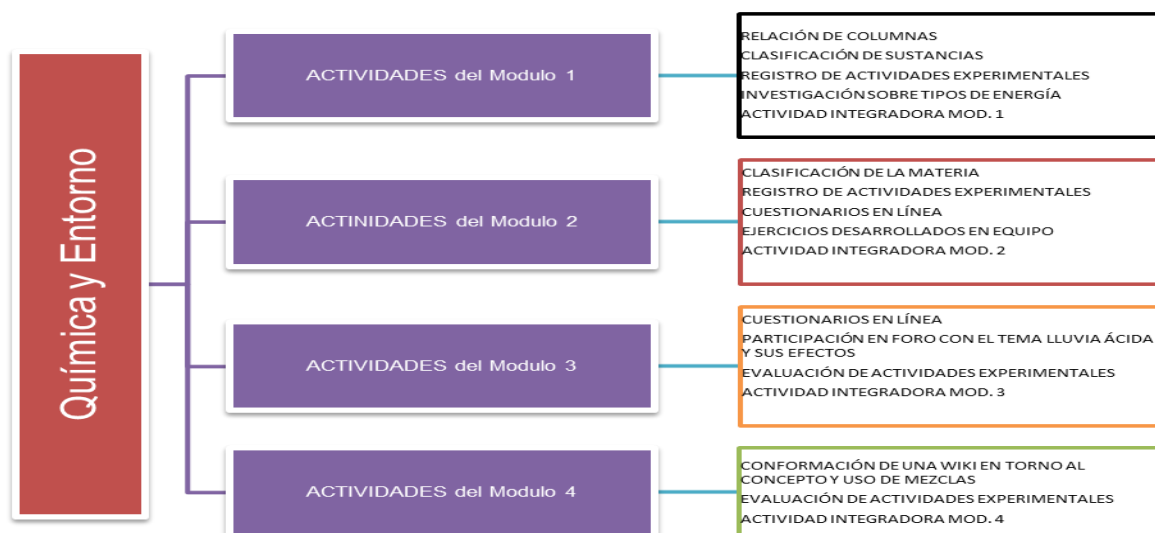 Química y Entorno
ACTIVIDADES del Modulo 1
RELACIÓN DE COLUMNAS
CLASIFICACIÓN DE SUSTANCIAS
REGISTRO DE ACTIVIDADES EXPERIMENTALES
INVESTIGACIÓN SOBRE TIPOS DE ENERGÍA
ACTIVIDAD INTEGRADORA MOD. 1
ACTINIDADES del Modulo 2
CLASIFICACIÓN DE LA MATERIA
REGISTRO DE ACTIVIDADES EXPERIMENTALES
CUESTIONARIOS EN LÍNEA
EJERCICIOS DESARROLLADOS EN EQUIPO
ACTIVIDAD INTEGRADORA MOD. 2
ACTIVIDADES del Modulo 3
CUESTIONARIOS EN LÍNEA
PARTICIPACIÓN EN FORO CON EL TEMA LLUVIA ÁCIDA
Y SUS EFECTOS
EVALUACIÓN DE ACTIVIDADES EXPERIMENTALES
ACTIVIDAD INTEGRADORA MOD. 3
ACTIVIDADES del Modulo 4
CONFORMACIÓN DE UNA WIKI EN TORNO AL
CONCEPTO Y USO DE MEZCLAS
EVALUACIÓN DE ACTIVIDADES EXPERIMENTALES
ACTIVIDAD INTEGRADORA MOD. 4